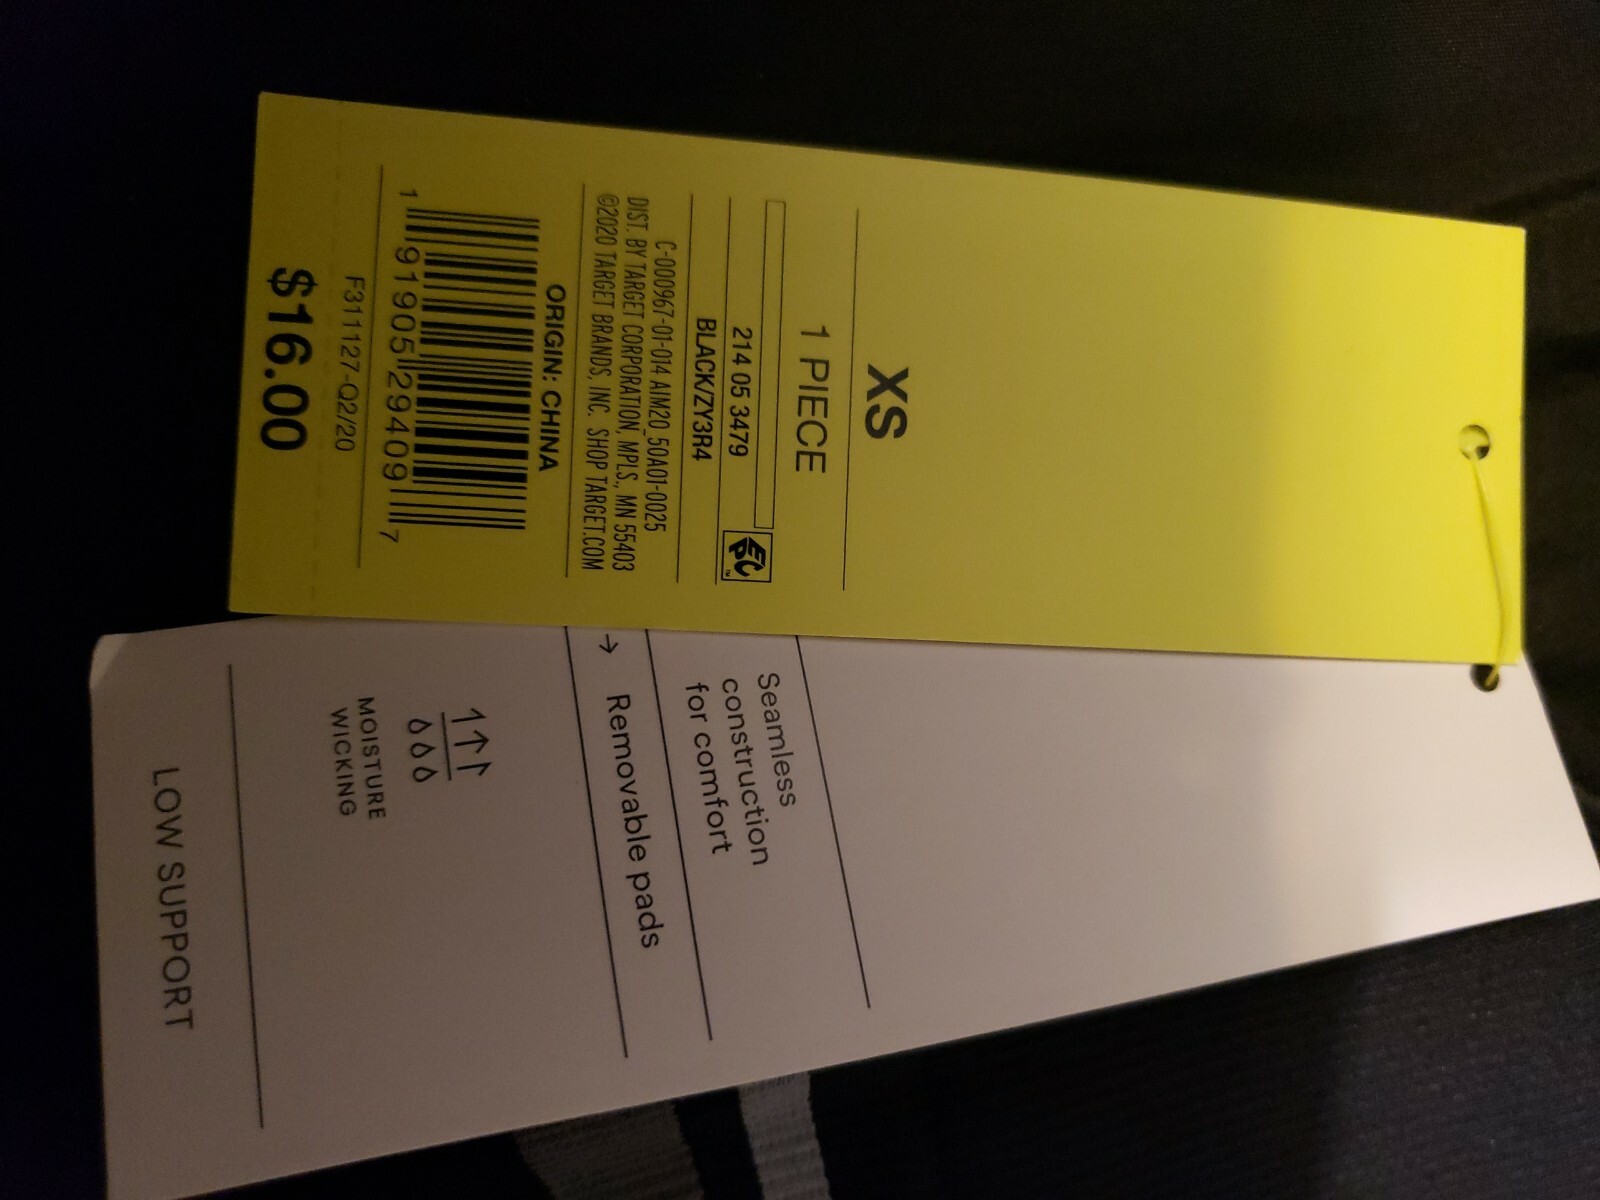 XS
1 PIECE
214 05 3479
EPC
BLACK/ZY3R4
C-000967-01-014 AIM20_50A01-0025
DIST. BY TARGET CORPORATION, MPLS., MN 55403
©2020 TARGET BRANDS, INC. SHOP TARGET.COM
ORIGIN: CHINA
1 91905 29409 7
F311127-Q2/20
$16.00
Seamless
construction
for comfort
→ Removable pads
MOISTURE
WICKING
LOW SUPPORT